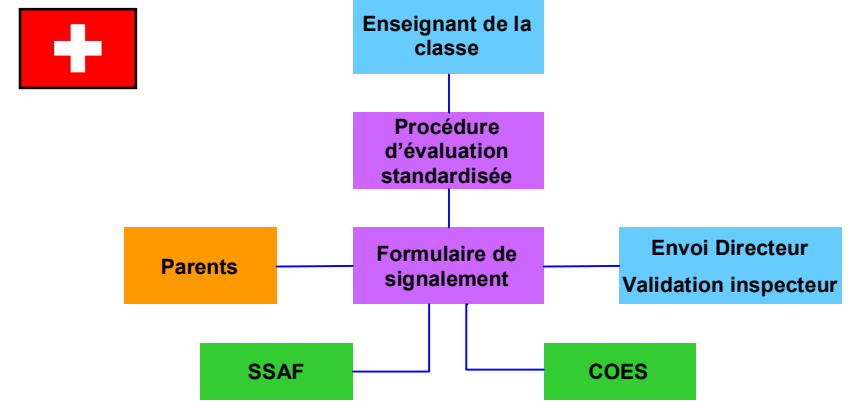 Enseignant de la
classe
Procédure
d'évaluation
standardisée
Parents
Formulaire de
signalement
Envoi Directeur
Validation inspecteur
SSAF
COES